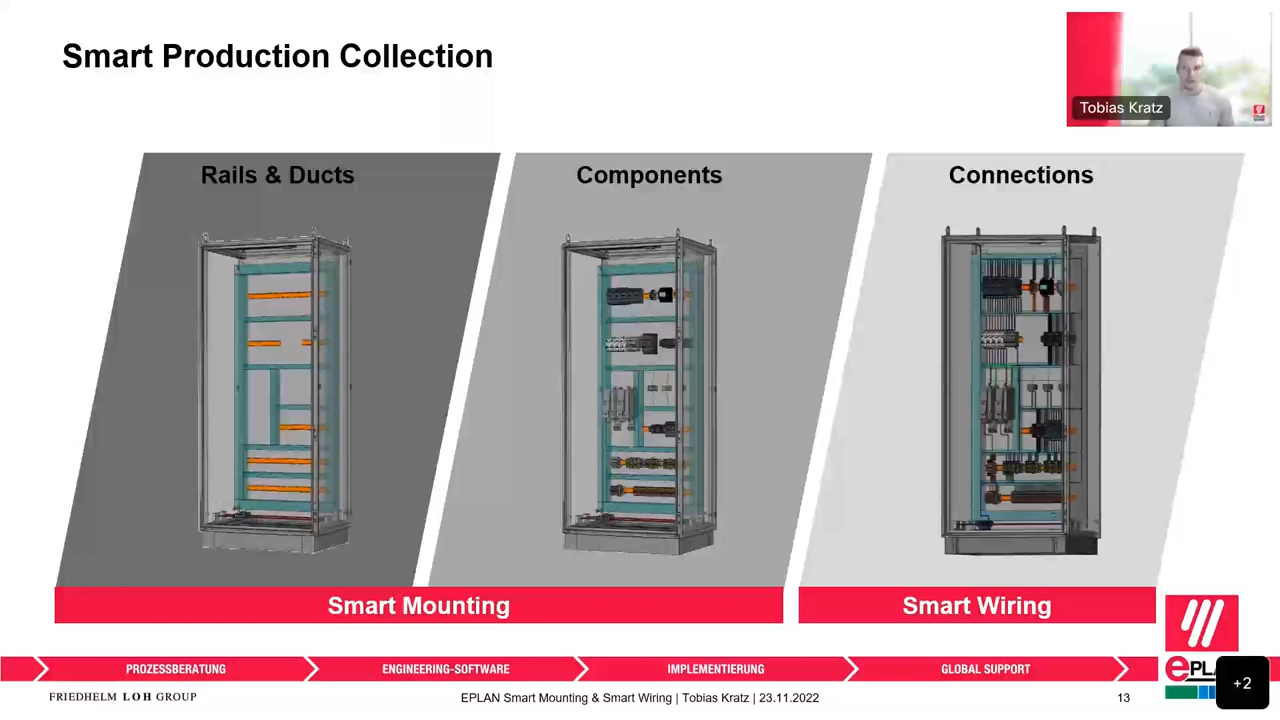 Smart Production Collection
Tobias Kratz
Rails & Ducts
Components
Connections
Smart Mounting
Smart Wiring
PROZESSBERATUNG
ENGINEERING-SOFTWARE
IMPLEMENTIERUNG
GLOBAL SUPPORT
FRIEDHELM LOH GROUP
EPLAN Smart Mounting & Smart Wiring | Tobias Kratz | 23.11.2022
13
+2